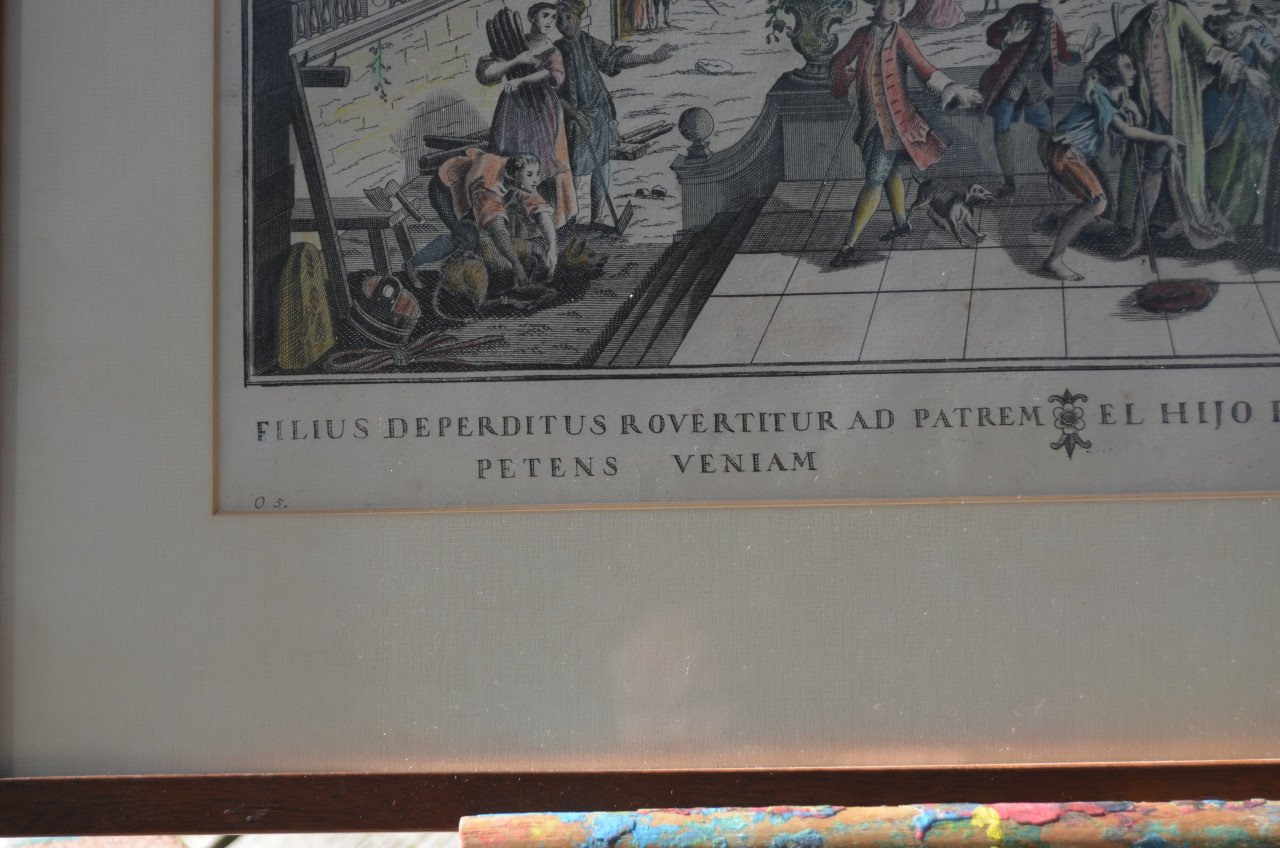 FILIUS DEPERDITUS ROVERTITUR AD PATREM EL HIJO
PETENS VENIAM
O 5.